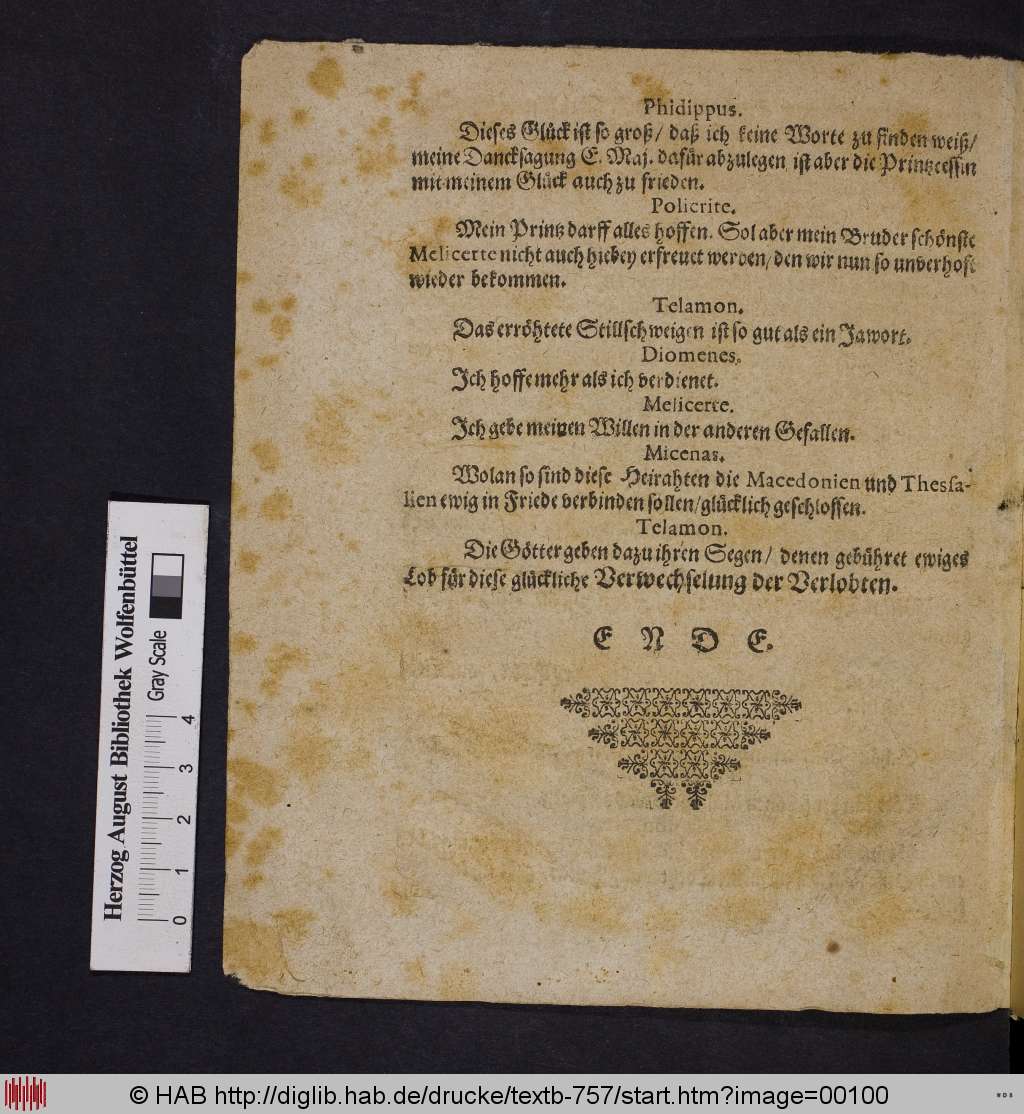 Phidippus.
Dieses Glück ist so groß/ daß ich keine Worte zu finden weiß/
meine Dancksagung E. Maj. dafür abzulegen ist aber die Printzcessin
mit meinem Glück auch zu frieden.
Policrite.
Mein Printz darff alles hoffen. Sol aber mein Bruder schönste
Melicerte nicht auch hiebey erfreuet werden/ den wir nun so unverhoft
wieder bekommen.
Telamon.
Das erröhtete Stillschweigen ist so gut als ein Jawort.
Diomenes.
Ich hoffe mehr als ich verdienet.
Melicerte.
Ich gebe meinen Willen in der anderen Gefallen.
Micenas.
Wolan so sind diese Heirahten die Macedonien und Thessa-
lien ewig in Friede verbinden sollen/ glücklich geschlossen.
Telamon.
Die Götter geben dazu ihren Segen/ denen gebühret ewiges
Lob für diese glückliche Verwechselung der Verlobten.
E N D E.
Herzog August Bibliothek Wolfenbüttel
Gray Scale
0 1 2 3 4
© HAB http://diglib.hab.de/drucke/textb-757/start.htm?image=00100